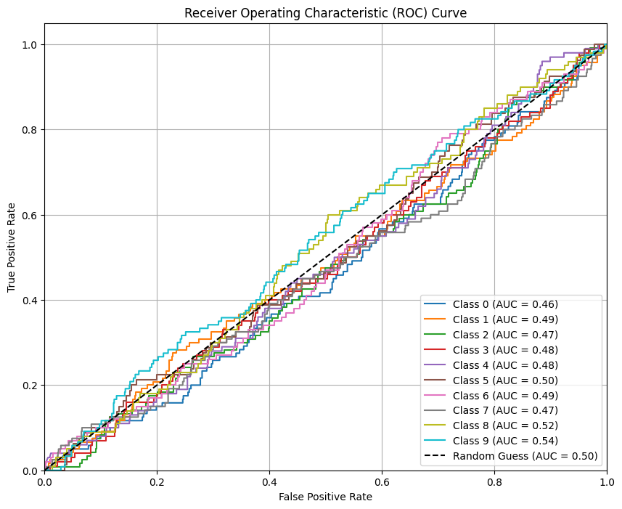 Receiver Operating Characteristic (ROC) Curve
True Positive Rate
1.0
0.8
0.6
0.4
0.2
0.0
Class 0 (AUC = 0.46)
Class 1 (AUC = 0.49)
Class 2 (AUC = 0.47)
Class 3 (AUC = 0.48)
Class 4 (AUC = 0.48)
Class 5 (AUC = 0.50)
Class 6 (AUC = 0.49)
Class 7 (AUC = 0.47)
Class 8 (AUC = 0.52)
Class 9 (AUC = 0.54)
Random Guess (AUC = 0.50)
0.0 0.2 0.4 0.6 0.8 1.0
False Positive Rate